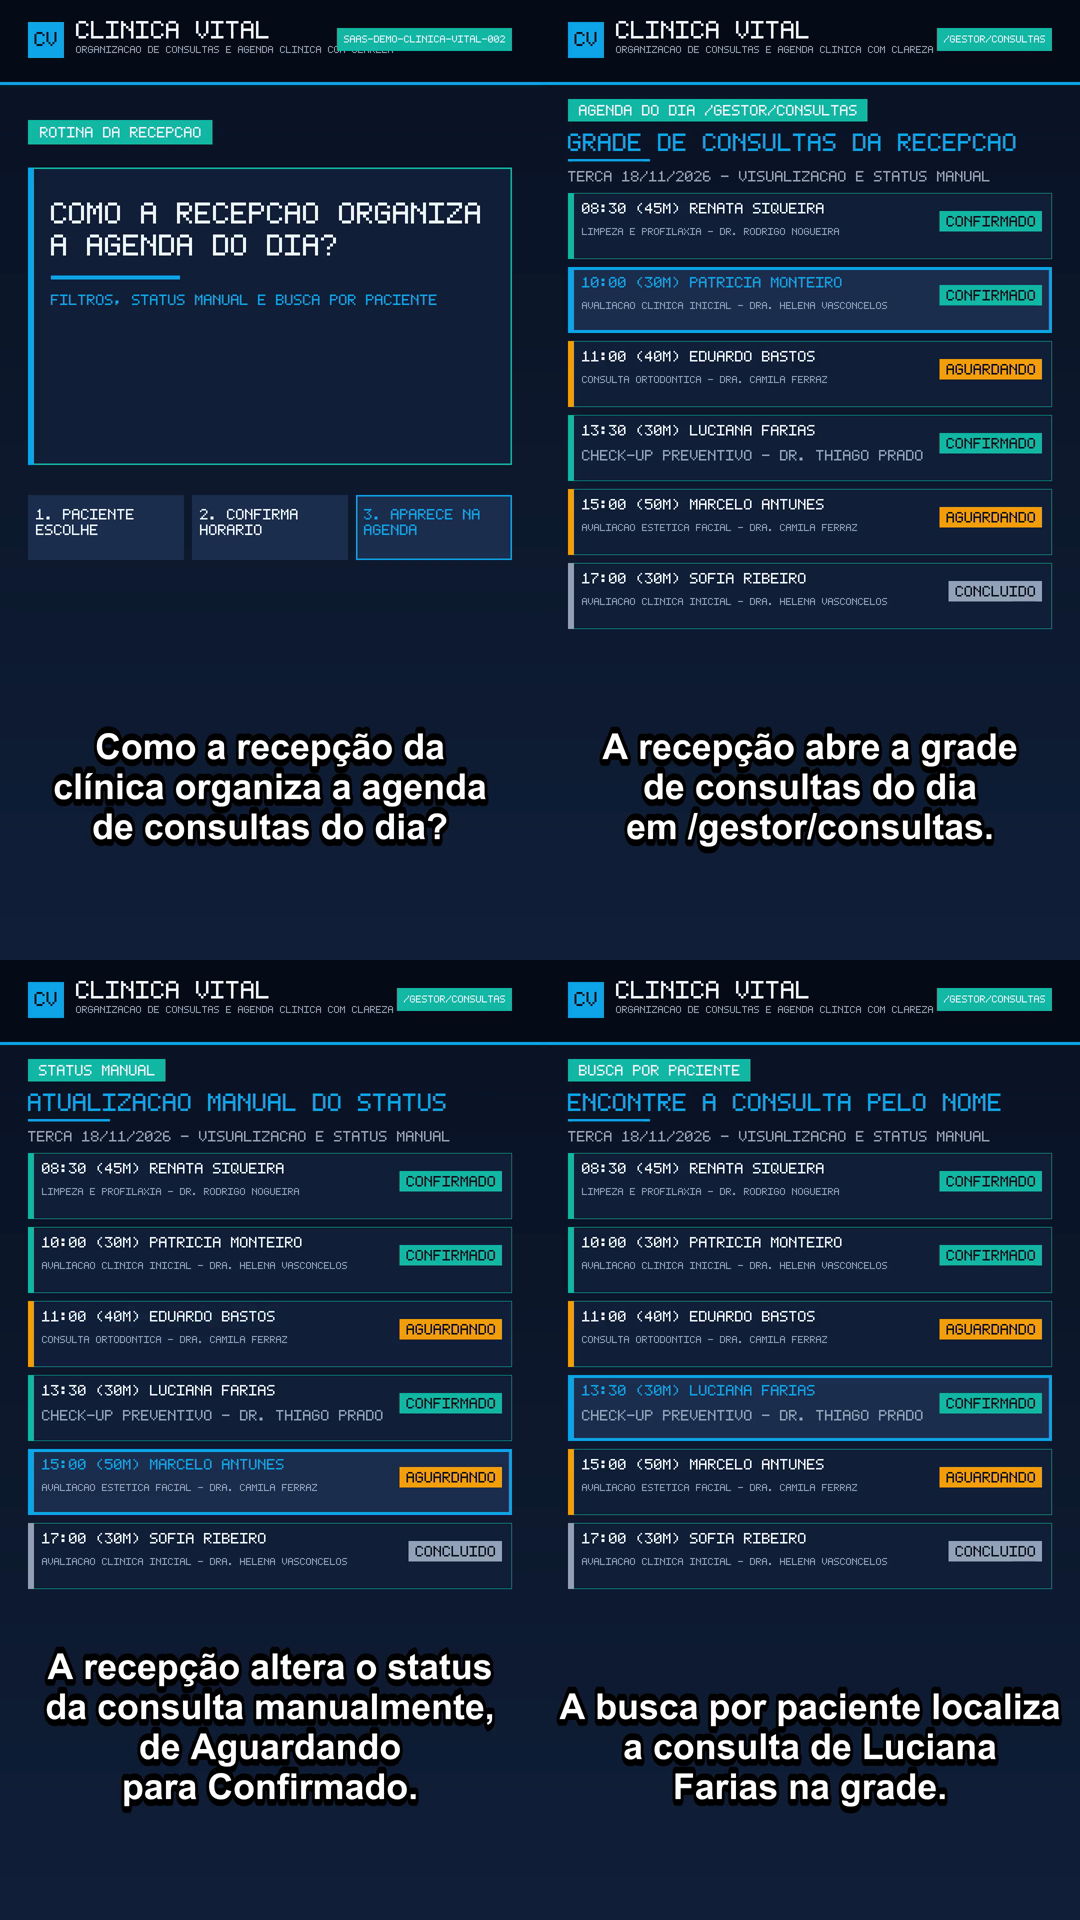 CV
CLINICA VITAL
ORGANIZACAO DE CONSULTAS E AGENDA CLINICA COM CLAREZA
SAAS-DEMO-CLINICA-VITAL-002
ROTINA DA RECEPCAO
COMO A RECEPCAO ORGANIZA
A AGENDA DO DIA?
FILTROS, STATUS MANUAL E BUSCA POR PACIENTE
1. PACIENTE
ESCOLHE
2. CONFIRMA
HORARIO
3. APARECE NA
AGENDA
Como a recepção da
clínica organiza a agenda
de consultas do dia?
CV
CLINICA VITAL
ORGANIZACAO DE CONSULTAS E AGENDA CLINICA COM CLAREZA
/GESTOR/CONSULTAS
AGENDA DO DIA /GESTOR/CONSULTAS
GRADE DE CONSULTAS DA RECEPCAO
TERCA 18/11/2026 - VISUALIZACAO E STATUS MANUAL
08:30 (45M) RENATA SIQUEIRA
LIMPEZA E PROFILAXIA - DR. RODRIGO NOGUEIRA
CONFIRMADO
10:00 (30M) PATRICIA MONTEIRO
AVALIACAO CLINICA INICIAL - DRA. HELENA VASCONCELOS
CONFIRMADO
11:00 (40M) EDUARDO BASTOS
CONSULTA ORTODONTICA - DRA. CAMILA FERRAZ
AGUARDANDO
13:30 (30M) LUCIANA FARIAS
CHECK-UP PREVENTIVO - DR. THIAGO PRADO
CONFIRMADO
15:00 (50M) MARCELO ANTUNES
AVALIACAO ESTETICA FACIAL - DRA. CAMILA FERRAZ
AGUARDANDO
17:00 (30M) SOFIA RIBEIRO
AVALIACAO CLINICA INICIAL - DRA. HELENA VASCONCELOS
CONCLUIDO
A recepção abre a grade
de consultas do dia
em /gestor/consultas.
CV
CLINICA VITAL
ORGANIZACAO DE CONSULTAS E AGENDA CLINICA COM CLAREZA
/GESTOR/CONSULTAS
STATUS MANUAL
ATUALIZACAO MANUAL DO STATUS
TERCA 18/11/2026 - VISUALIZACAO E STATUS MANUAL
08:30 (45M) RENATA SIQUEIRA
LIMPEZA E PROFILAXIA - DR. RODRIGO NOGUEIRA
CONFIRMADO
10:00 (30M) PATRICIA MONTEIRO
AVALIACAO CLINICA INICIAL - DRA. HELENA VASCONCELOS
CONFIRMADO
11:00 (40M) EDUARDO BASTOS
CONSULTA ORTODONTICA - DRA. CAMILA FERRAZ
AGUARDANDO
13:30 (30M) LUCIANA FARIAS
CHECK-UP PREVENTIVO - DR. THIAGO PRADO
CONFIRMADO
15:00 (50M) MARCELO ANTUNES
AVALIACAO ESTETICA FACIAL - DRA. CAMILA FERRAZ
AGUARDANDO
17:00 (30M) SOFIA RIBEIRO
AVALIACAO CLINICA INICIAL - DRA. HELENA VASCONCELOS
CONCLUIDO
A recepção altera o status
da consulta manualmente,
de Aguardando
para Confirmado.
CV
CLINICA VITAL
ORGANIZACAO DE CONSULTAS E AGENDA CLINICA COM CLAREZA
/GESTOR/CONSULTAS
BUSCA POR PACIENTE
ENCONTRE A CONSULTA PELO NOME
TERCA 18/11/2026 - VISUALIZACAO E STATUS MANUAL
08:30 (45M) RENATA SIQUEIRA
LIMPEZA E PROFILAXIA - DR. RODRIGO NOGUEIRA
CONFIRMADO
10:00 (30M) PATRICIA MONTEIRO
AVALIACAO CLINICA INICIAL - DRA. HELENA VASCONCELOS
CONFIRMADO
11:00 (40M) EDUARDO BASTOS
CONSULTA ORTODONTICA - DRA. CAMILA FERRAZ
AGUARDANDO
13:30 (30M) LUCIANA FARIAS
CHECK-UP PREVENTIVO - DR. THIAGO PRADO
CONFIRMADO
15:00 (50M) MARCELO ANTUNES
AVALIACAO ESTETICA FACIAL - DRA. CAMILA FERRAZ
AGUARDANDO
17:00 (30M) SOFIA RIBEIRO
AVALIACAO CLINICA INICIAL - DRA. HELENA VASCONCELOS
CONCLUIDO
A busca por paciente localiza
a consulta de Luciana
Farias na grade.